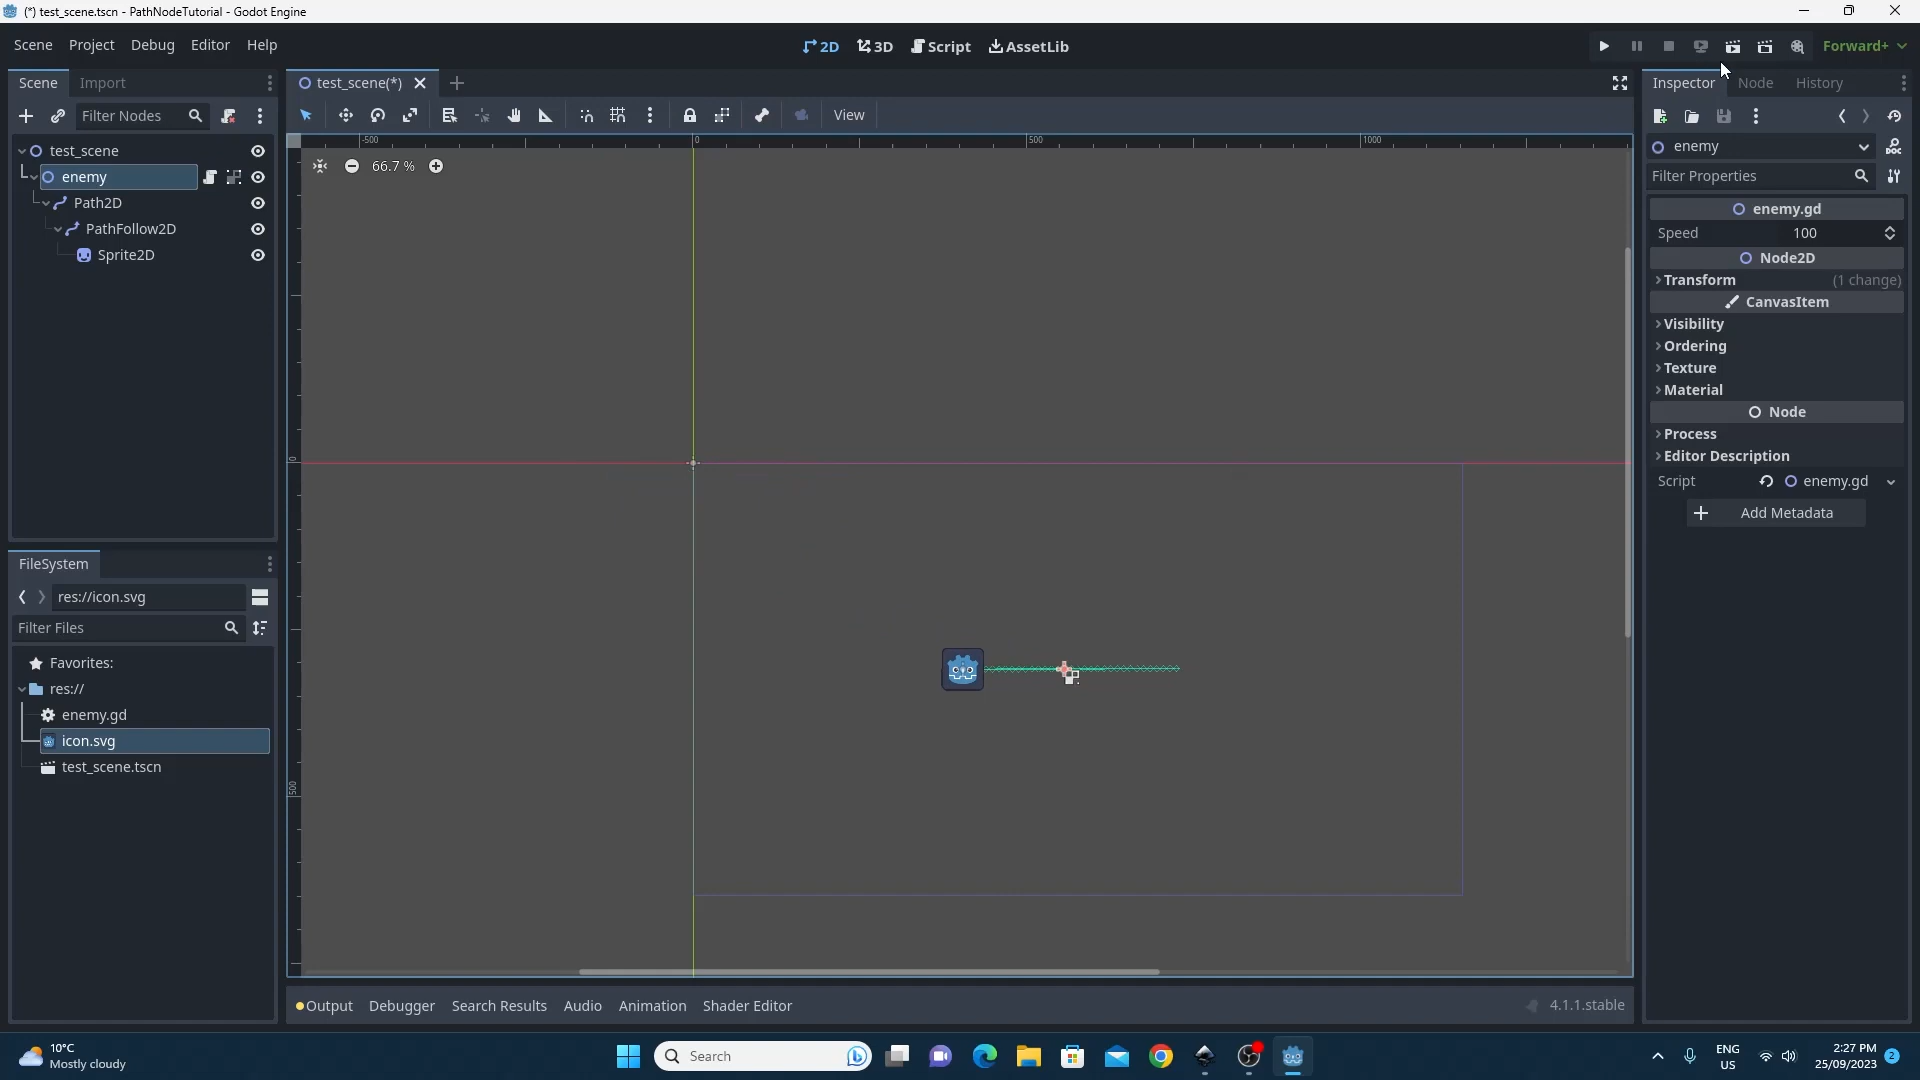 (*) test_scene.tscn - PathNodeTutorial - Godot Engine
Scene Project Debug Editor Help
2D 3D Script AssetLib
Forward+
Scene Import
test_scene(*)
Inspector Node History
Filter Nodes
View
enemy
Filter Properties
test_scene
enemy
Path2D
PathFollow2D
Sprite2D
-500 0 500 1000
66.7 %
0
500
enemy.gd
Speed 100
Node2D
Transform (1 change)
CanvasItem
Visibility
Ordering
Texture
Material
Node
Process
Editor Description
Script enemy.gd
Add Metadata
FileSystem
res://icon.svg
Filter Files
Favorites:
res://
enemy.gd
icon.svg
test_scene.tscn
Output Debugger Search Results Audio Animation Shader Editor
4.1.1.stable
10°C
Mostly cloudy
Search
ENG
US
2:27 PM
25/09/2023
2